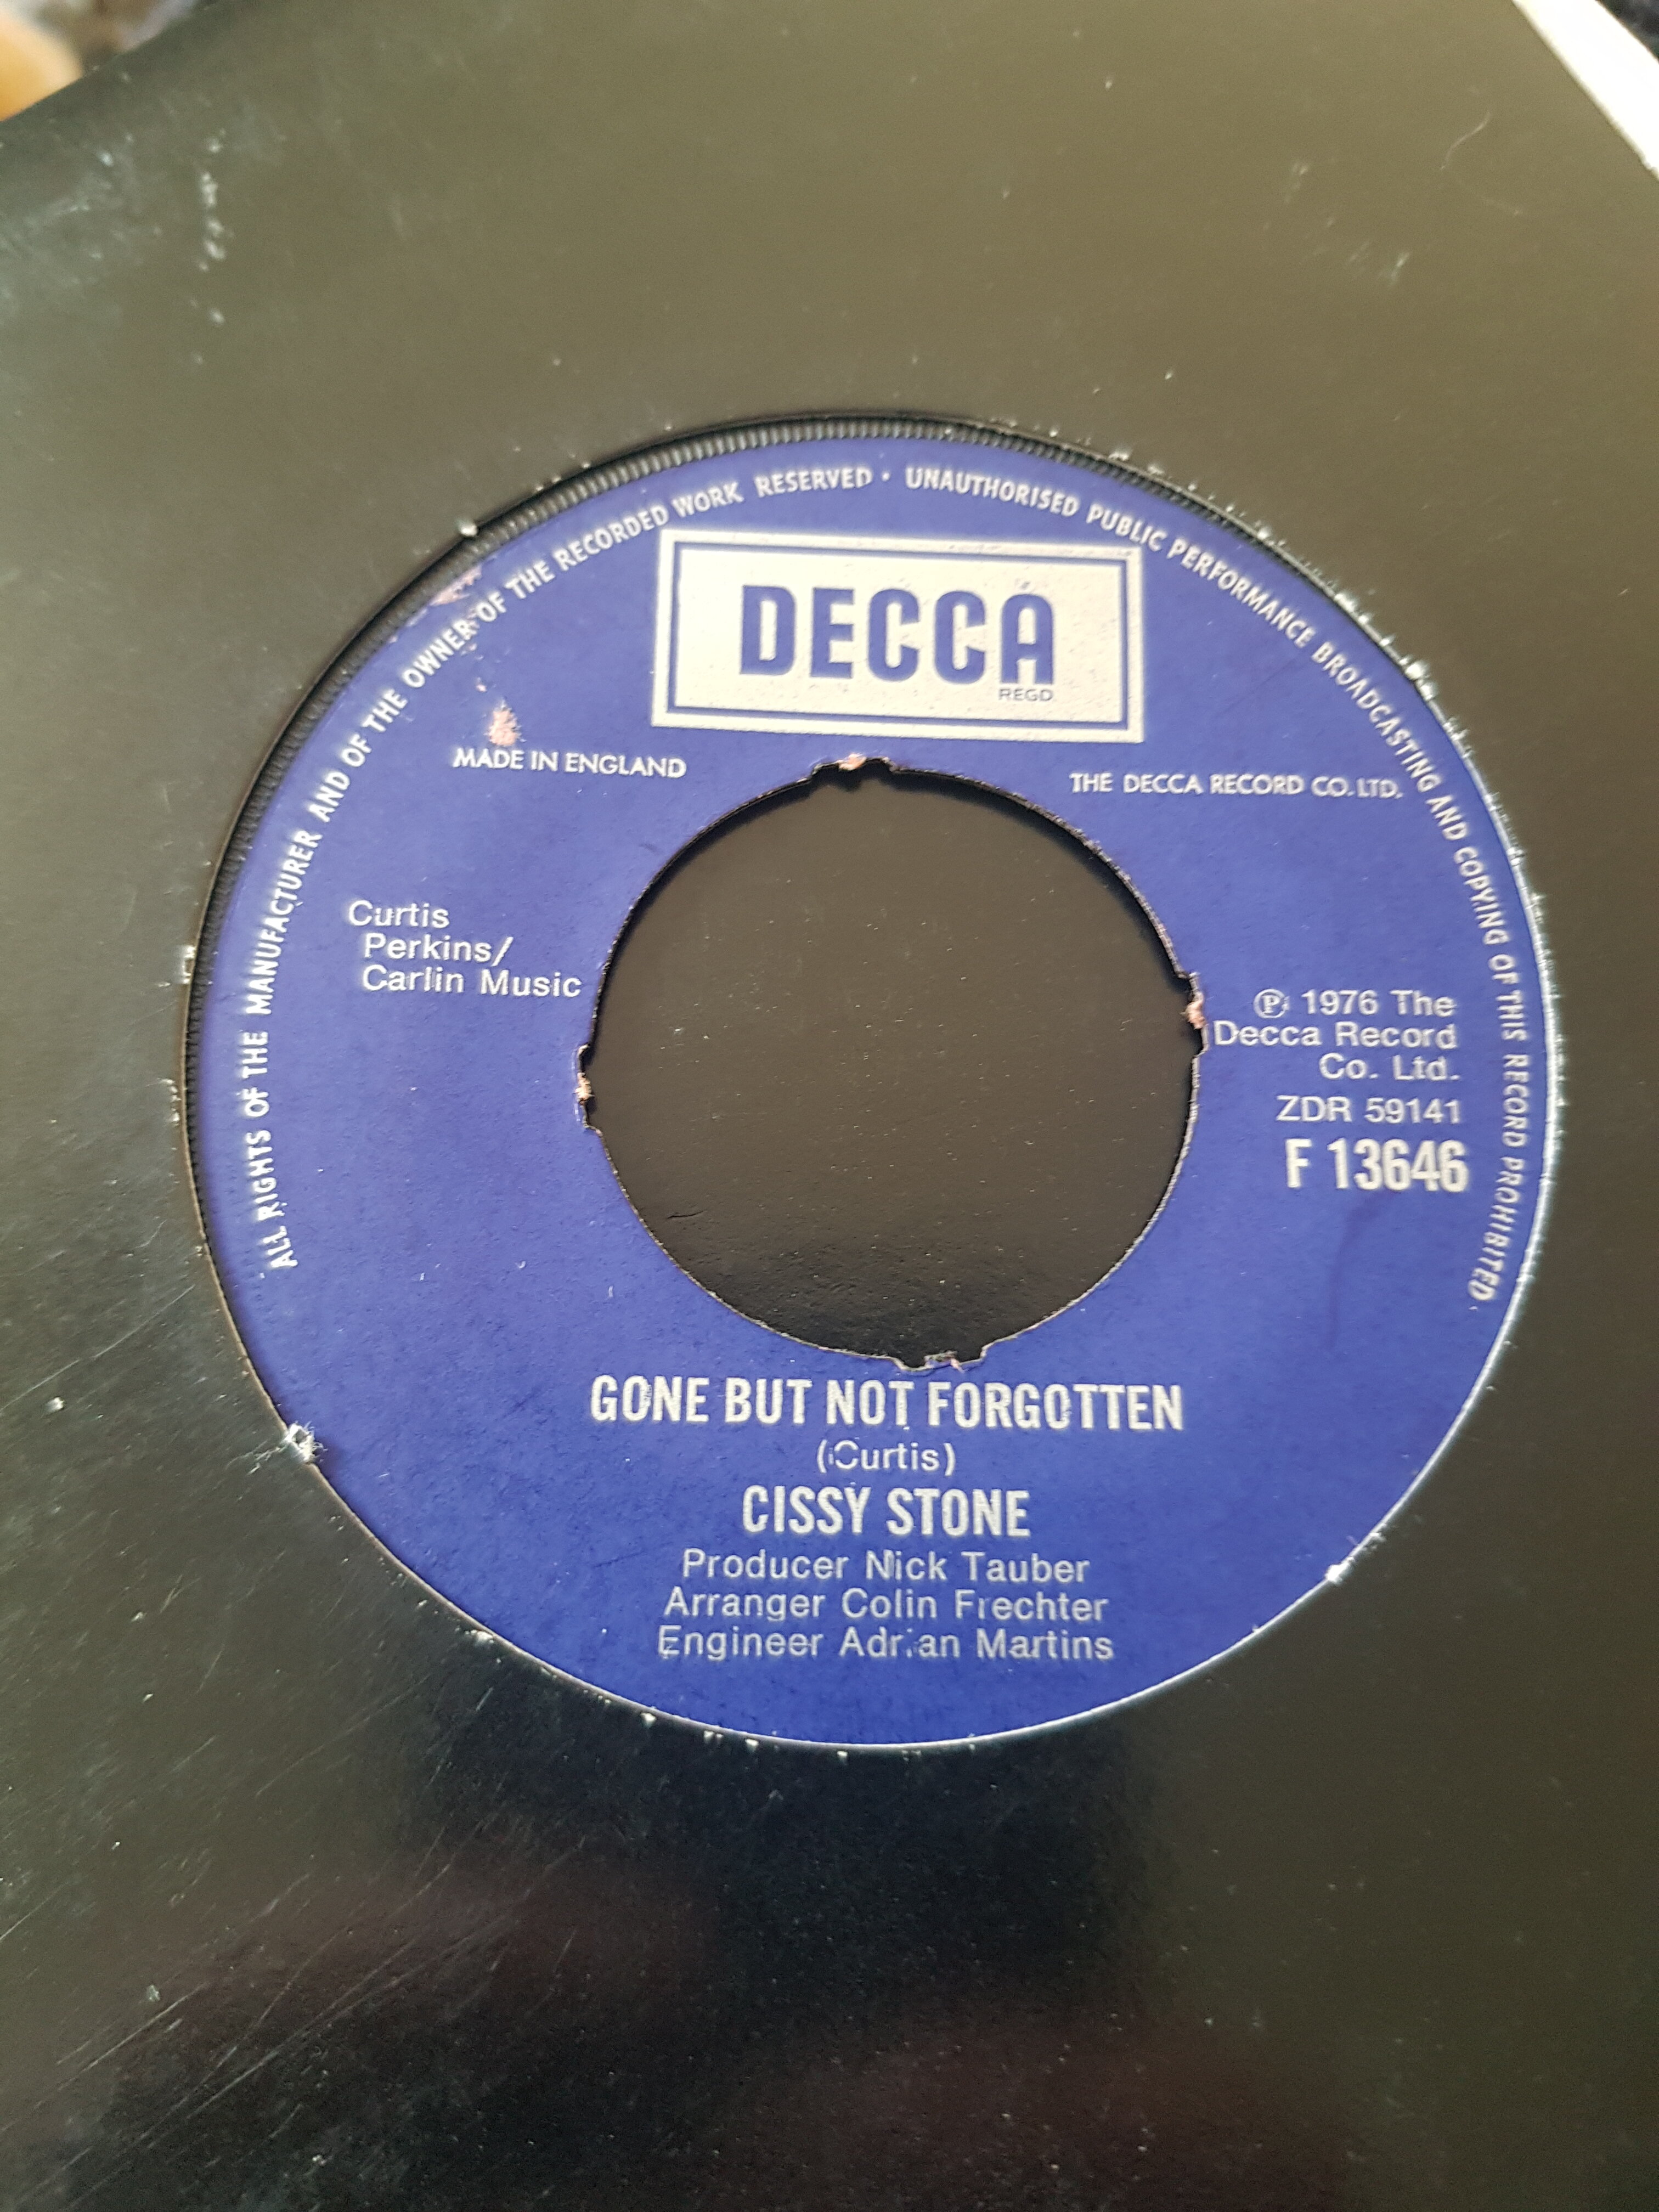 ALL RIGHTS OF THE MANUFACTURER AND OF THE OWNER OF THE RECORDED WORK RESERVED · UNAUTHORISED PUBLIC PERFORMANCE BROADCASTING AND COPYING OF THIS RECORD PROHIBITED
DECCA
REGD
MADE IN ENGLAND
THE DECCA RECORD CO. LTD.
Curtis
Perkins/
Carlin Music
℗ 1976 The
Decca Record
Co. Ltd.
ZDR 59141
F 13646
GONE BUT NOT FORGOTTEN
(Curtis)
CISSY STONE
Producer Nick Tauber
Arranger Colin Frechter
Engineer Adrian Martins